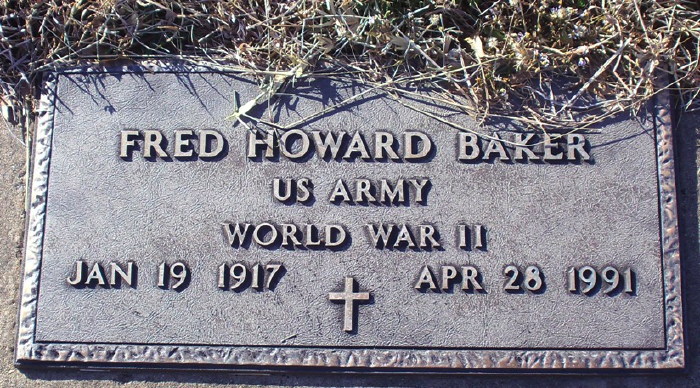 FRED HOWARD BAKER
US ARMY
WORLD WAR II
JAN 19 1917 APR 28 1991